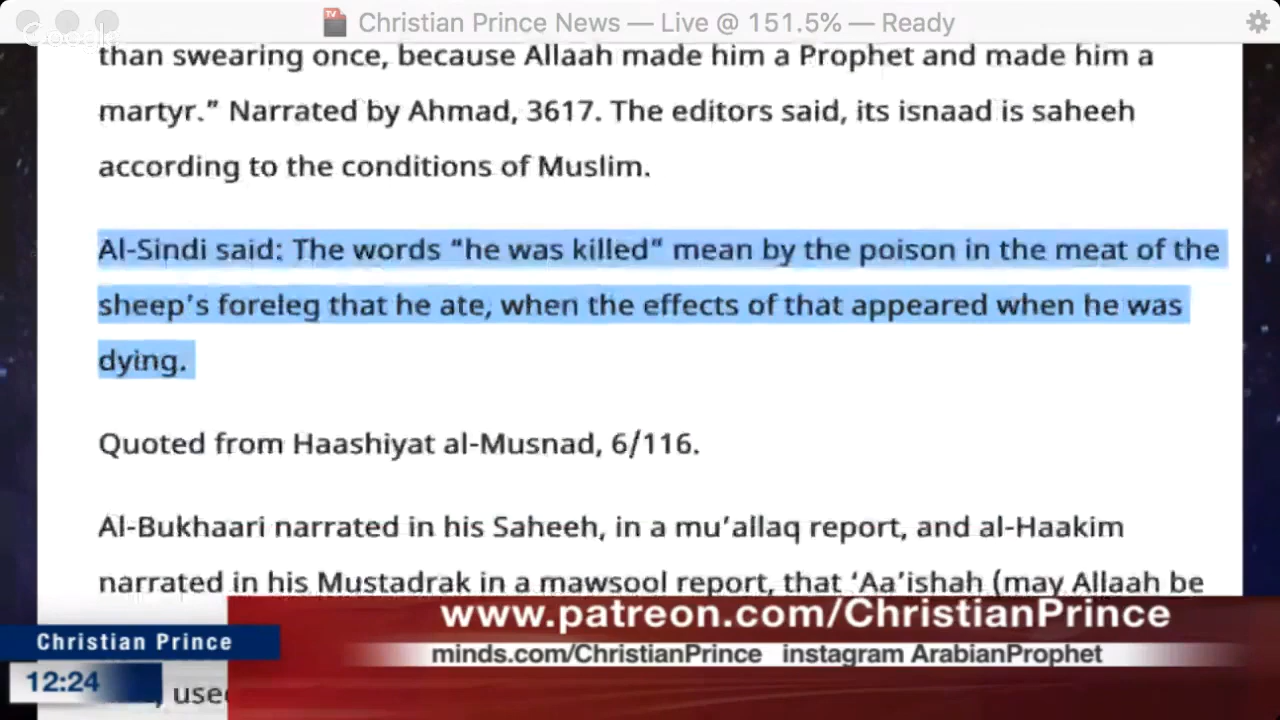 Christian Prince News — Live @ 151.5% — Ready
Google
than swearing once, because Allaah made him a Prophet and made him a
martyr.” Narrated by Ahmad, 3617. The editors said, its isnaad is saheeh
according to the conditions of Muslim.
Al-Sindi said: The words “he was killed” mean by the poison in the meat of the
sheep’s foreleg that he ate, when the effects of that appeared when he was
dying.
Quoted from Haashiyat al-Musnad, 6/116.
Al-Bukhaari narrated in his Saheeh, in a mu’allaq report, and al-Haakim
narrated in his Mustadrak in a mawsool report, that ‘Aa’ishah (may Allaah be
www.patreon.com/ChristianPrince
Christian Prince
minds.com/ChristianPrince instagram ArabianProphet
12:24